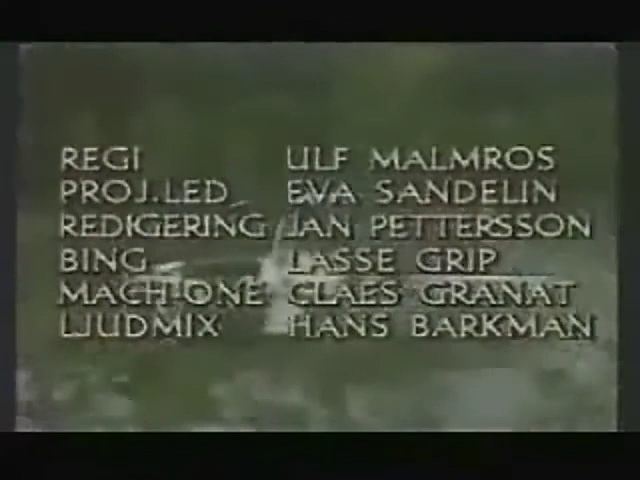 REGI ULF MALMROS
PROJ.LED EVA SANDELIN
REDIGERING JAN PETTERSSON
BING LASSE GRIP
MACH-ONE CLAES GRANAT
LJUDMIX HANS BARKMAN